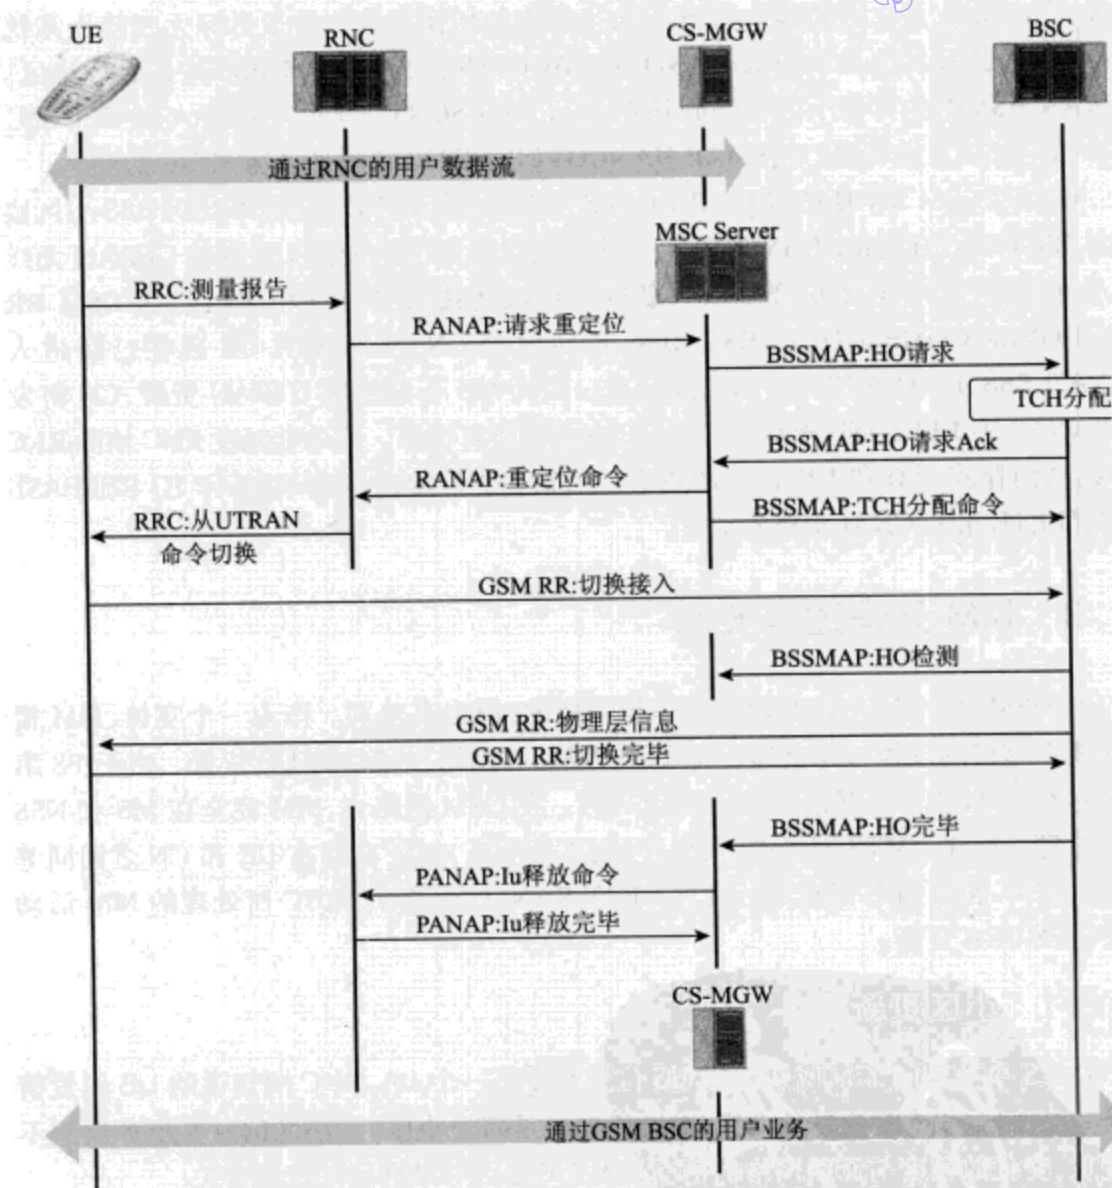 UE
RNC
CS-MGW
BSC
通过RNC的用户数据流
MSC Server
RRC:测量报告
RANAP:请求重定位
BSSMAP:HO请求
TCH分配
BSSMAP:HO请求Ack
RANAP:重定位命令
BSSMAP:TCH分配命令
RRC:从UTRAN
命令切换
GSM RR:切换接入
BSSMAP:HO检测
GSM RR:物理层信息
GSM RR:切换完毕
BSSMAP:HO完毕
PANAP:Iu释放命令
PANAP:Iu释放完毕
CS-MGW
通过GSM BSC的用户业务